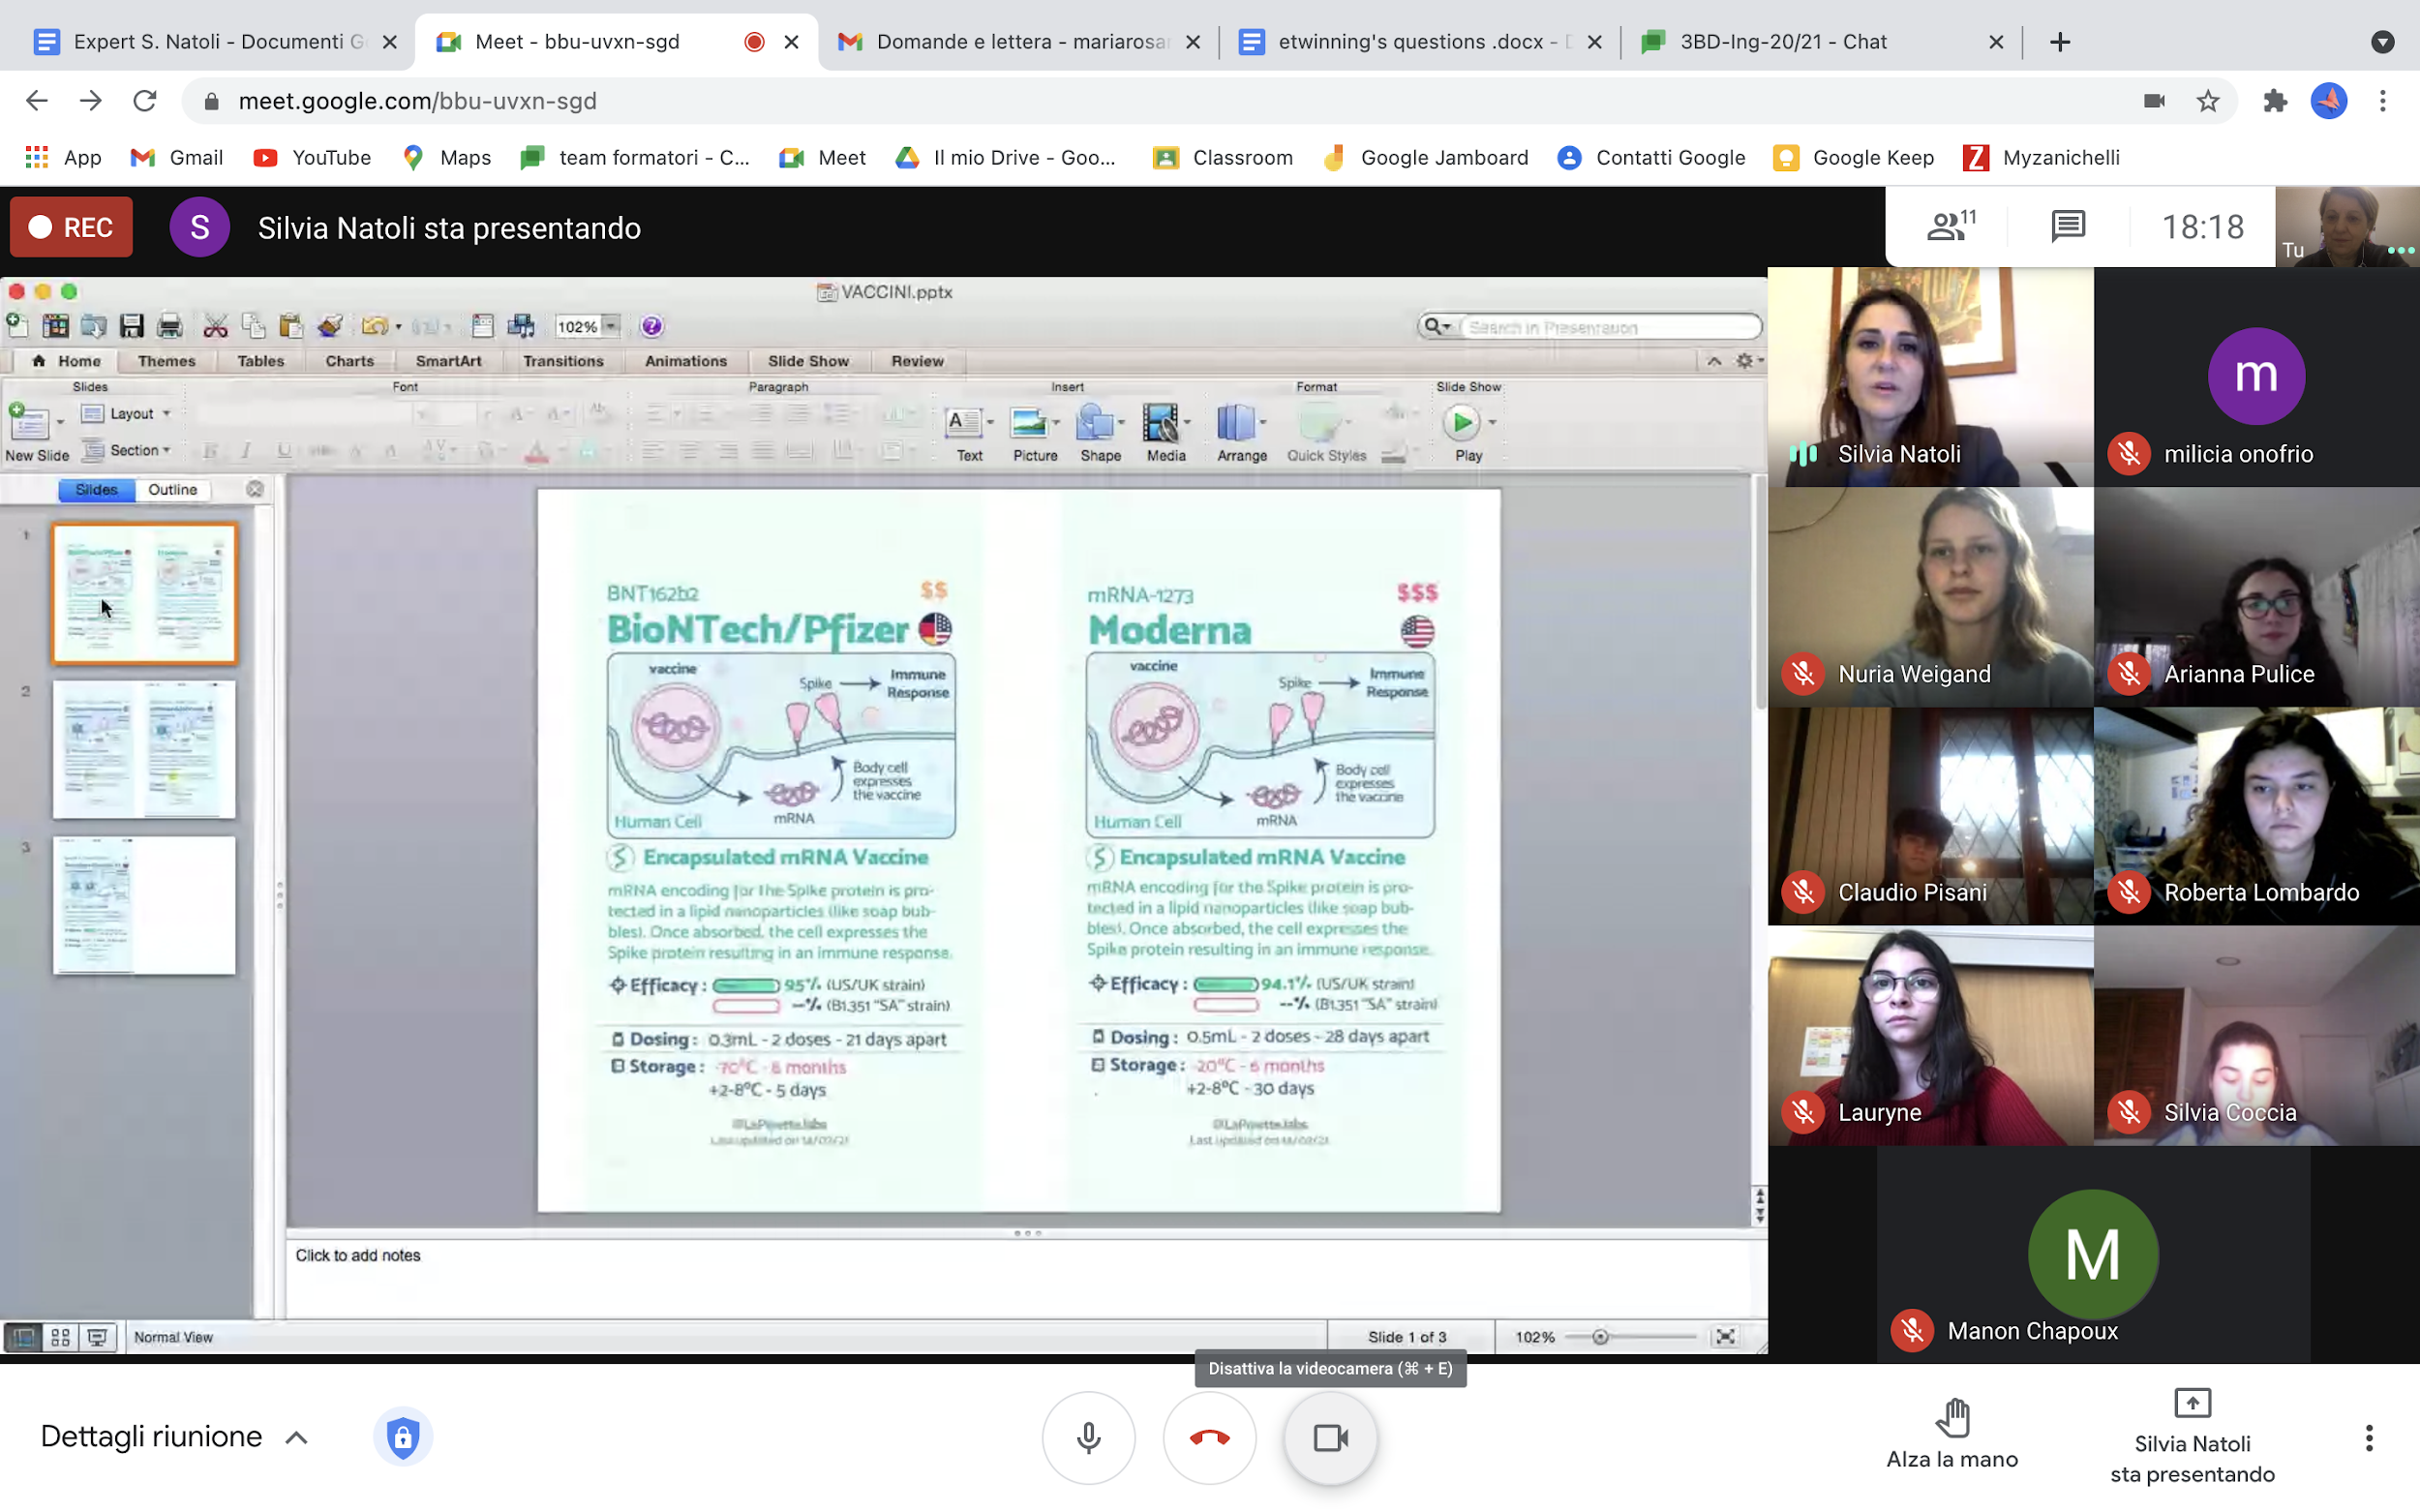 Expert S. Natoli - Documenti G
Meet - bbu-uvxn-sgd
Domande e lettera - mariarosa
etwinning's questions .docx -
3BD-Ing-20/21 - Chat
meet.google.com/bbu-uvxn-sgd
App
Gmail
YouTube
Maps
team formatori - C...
Meet
Il mio Drive - Goo...
Classroom
Google Jamboard
Contatti Google
Google Keep
Myzanichelli
REC
S
Silvia Natoli sta presentando
11
18:18
Tu
VACCINI.pptx
102%
Search in Presentation
Home
Themes
Tables
Charts
SmartArt
Transitions
Animations
Slide Show
Review
Slides
Font
Paragraph
Insert
Format
Slide Show
New Slide
Layout
Section
Text
Picture
Shape
Media
Arrange
Quick Styles
Play
Slides
Outline
1
2
3
BNT162b2
$$
BioNTech/Pfizer
vaccine
Spike
Immune
Response
Body cell
expresses
the vaccine
mRNA
Human Cell
Encapsulated mRNA Vaccine
mRNA encoding for the Spike protein is pro-
tected in a lipid nanoparticles (like soap bub-
bles). Once absorbed, the cell expresses the
Spike protein resulting in an immune response.
Efficacy : 95% (US/UK strain)
--% (B1.351 "SA" strain)
Dosing : 0.3mL - 2 doses - 21 days apart
Storage : -70°C - 6 months
+2-8°C - 5 days
mRNA-1273
$$$
Moderna
vaccine
Spike
Immune
Response
Body cell
expresses
the vaccine
mRNA
Human Cell
Encapsulated mRNA Vaccine
mRNA encoding for the Spike protein is pro-
tected in a lipid nanoparticles (like soap bub-
bles). Once absorbed, the cell expresses the
Spike protein resulting in an immune response.
Efficacy : 94.1% (US/UK strain)
--% (B1.351 "SA" strain)
Dosing : 0.5mL - 2 doses - 28 days apart
Storage : -20°C - 6 months
+2-8°C - 30 days
Click to add notes
Normal View
Slide 1 of 3
102%
Silvia Natoli
m
milicia onofrio
Nuria Weigand
Arianna Pulice
Claudio Pisani
Roberta Lombardo
Lauryne
Silvia Coccia
M
Manon Chapoux
Disattiva la videocamera (⌘ + E)
Dettagli riunione
Alza la mano
Silvia Natoli
sta presentando